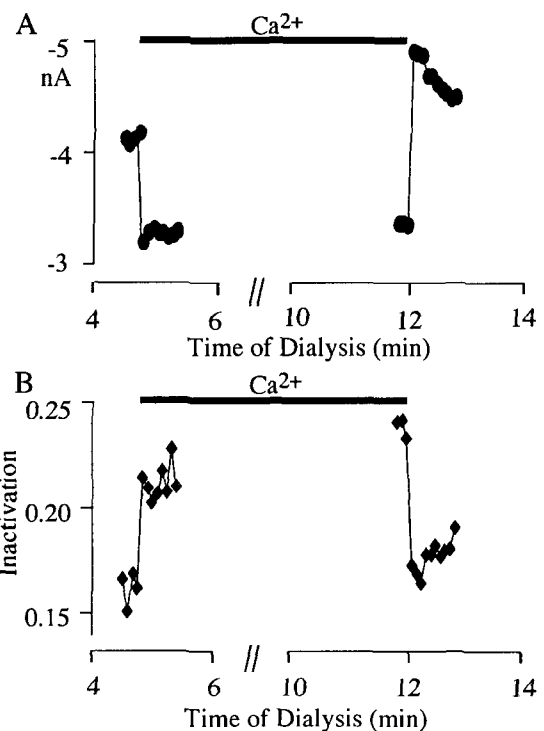 A
Ca2+
-5
nA
-4
-3
4 6 // 10 12 14
Time of Dialysis (min)
B
Ca2+
0.25
0.20
0.15
Inactivation
4 6 // 10 12 14
Time of Dialysis (min)